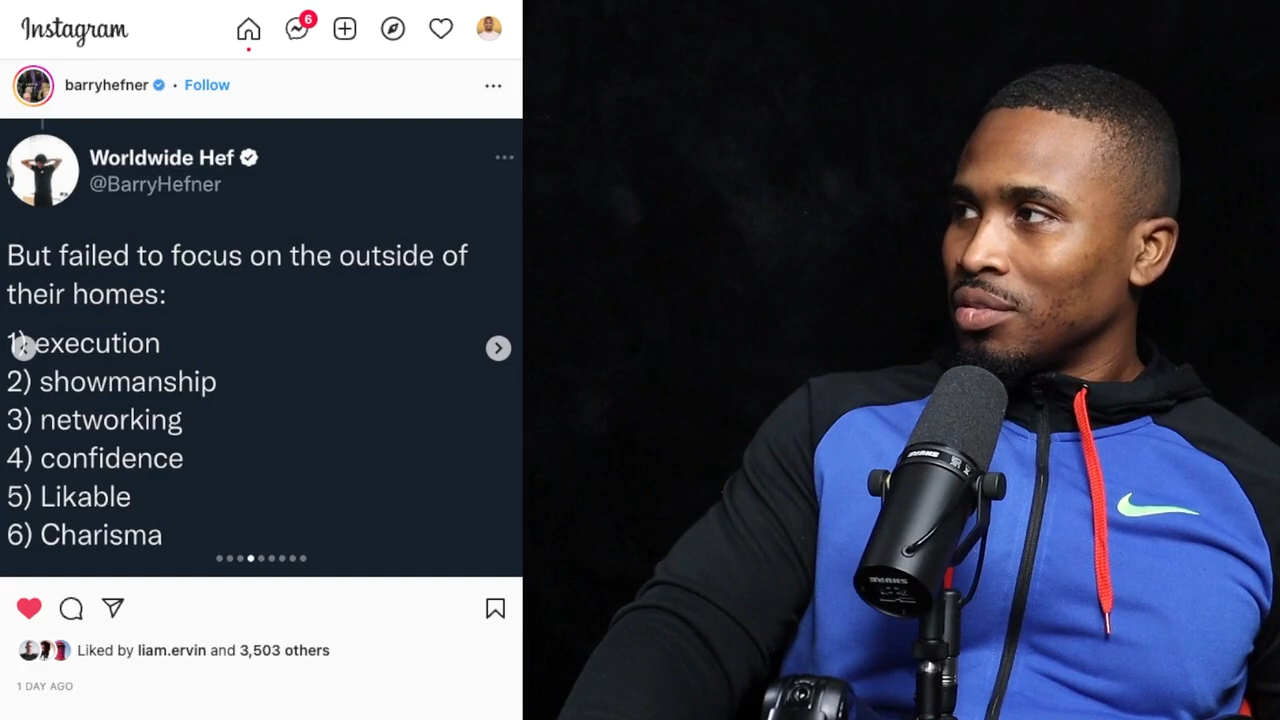 Instagram
6
barryhefner • Follow
Worldwide Hef
@BarryHefner
But failed to focus on the outside of
their homes:
1) execution
2) showmanship
3) networking
4) confidence
5) Likable
6) Charisma
Liked by liam.ervin and 3,503 others
1 DAY AGO